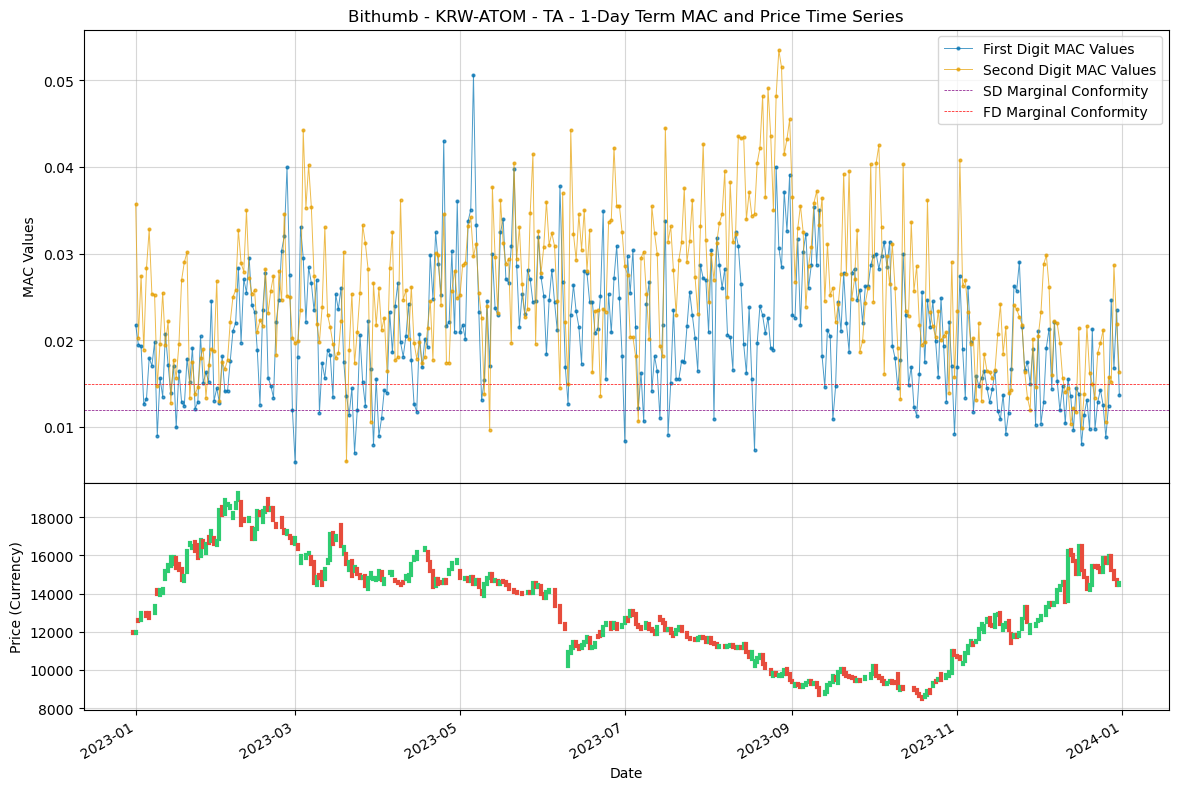 Bithumb - KRW-ATOM - TA - 1-Day Term MAC and Price Time Series
First Digit MAC Values
Second Digit MAC Values
SD Marginal Conformity
FD Marginal Conformity
MAC Values
0.05
0.04
0.03
0.02
0.01
Price (Currency)
18000
16000
14000
12000
10000
8000
2023-01
2023-03
2023-05
2023-07
2023-09
2023-11
2024-01
Date